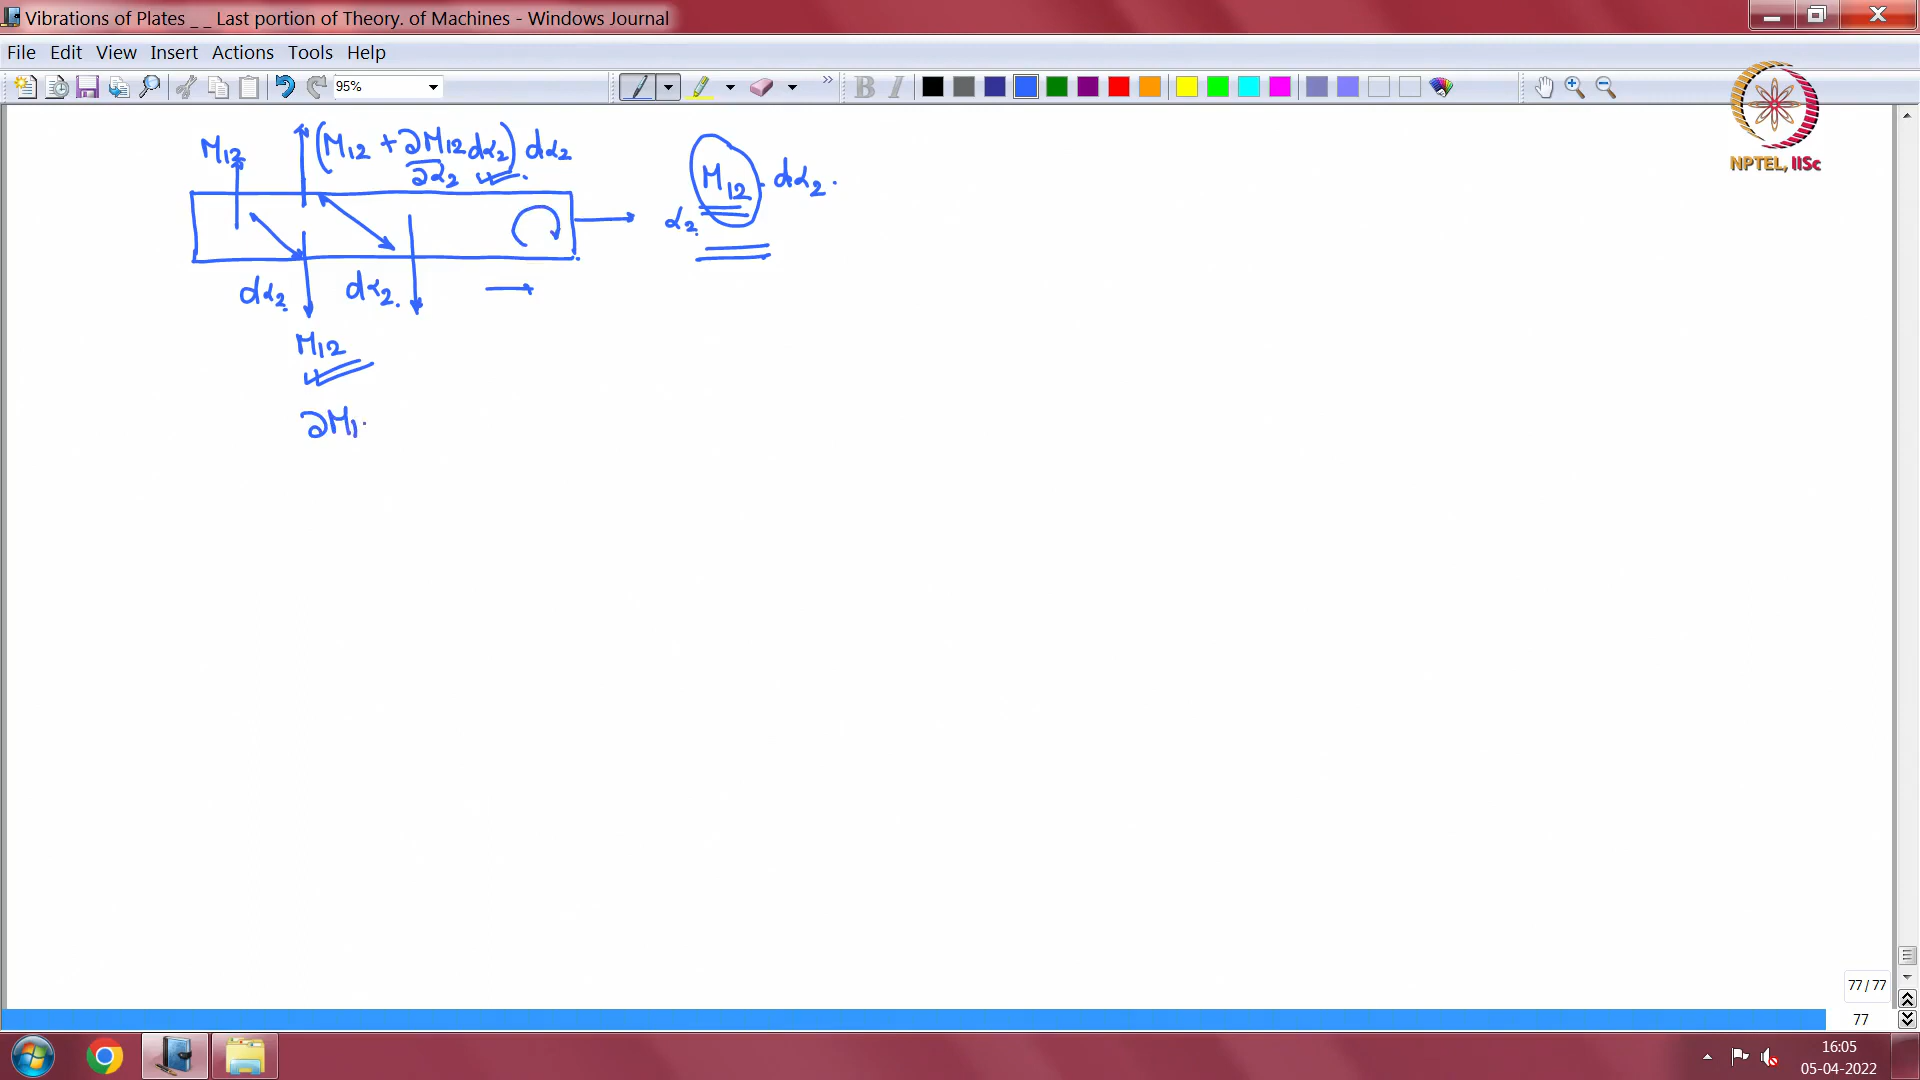 Vibrations of Plates _ _ Last portion of Theory. of Machines - Windows Journal
File Edit View Insert Actions Tools Help
95%
B I
NPTEL, IISc
M₁₂ (M₁₂ + ∂M₁₂/∂α₂ dα₂) dα₂
M₁₂ · dα₂.
α₂.
dα₂ dα₂.
M₁₂
∂M₁
77 / 77
77
16:05
05-04-2022